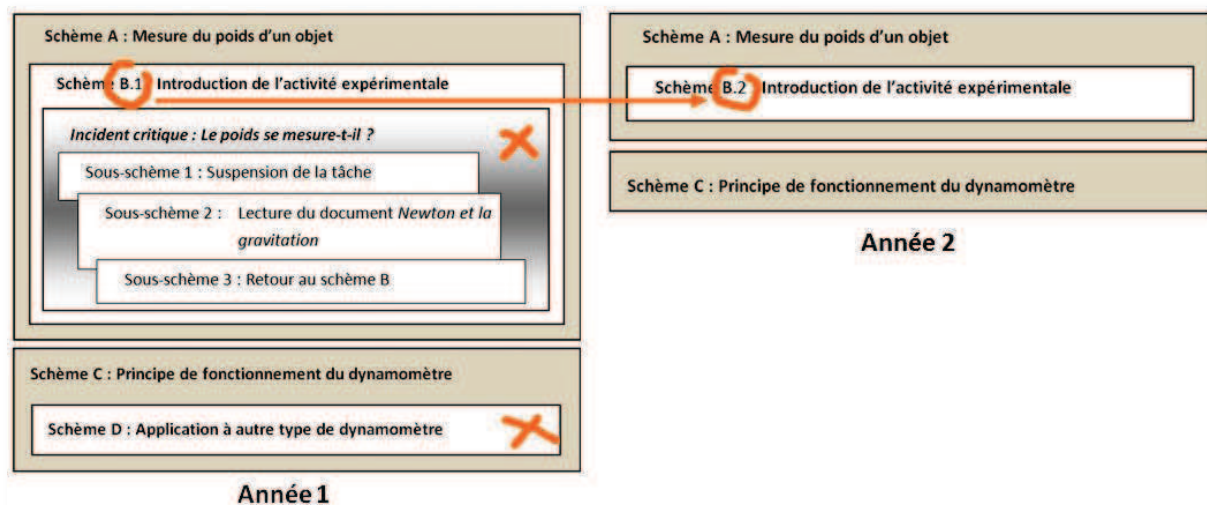 Schème A : Mesure du poids d'un objet
Schème B.1 Introduction de l'activité expérimentale
Incident critique : Le poids se mesure-t-il ?
Sous-schème 1 : Suspension de la tâche
Sous-schème 2 : Lecture du document Newton et la
gravitation
Sous-schème 3 : Retour au schème B
Schème C : Principe de fonctionnement du dynamomètre
Schème D : Application à autre type de dynamomètre
Année 1
Schème A : Mesure du poids d'un objet
Schème B.2 Introduction de l'activité expérimentale
Schème C : Principe de fonctionnement du dynamomètre
Année 2